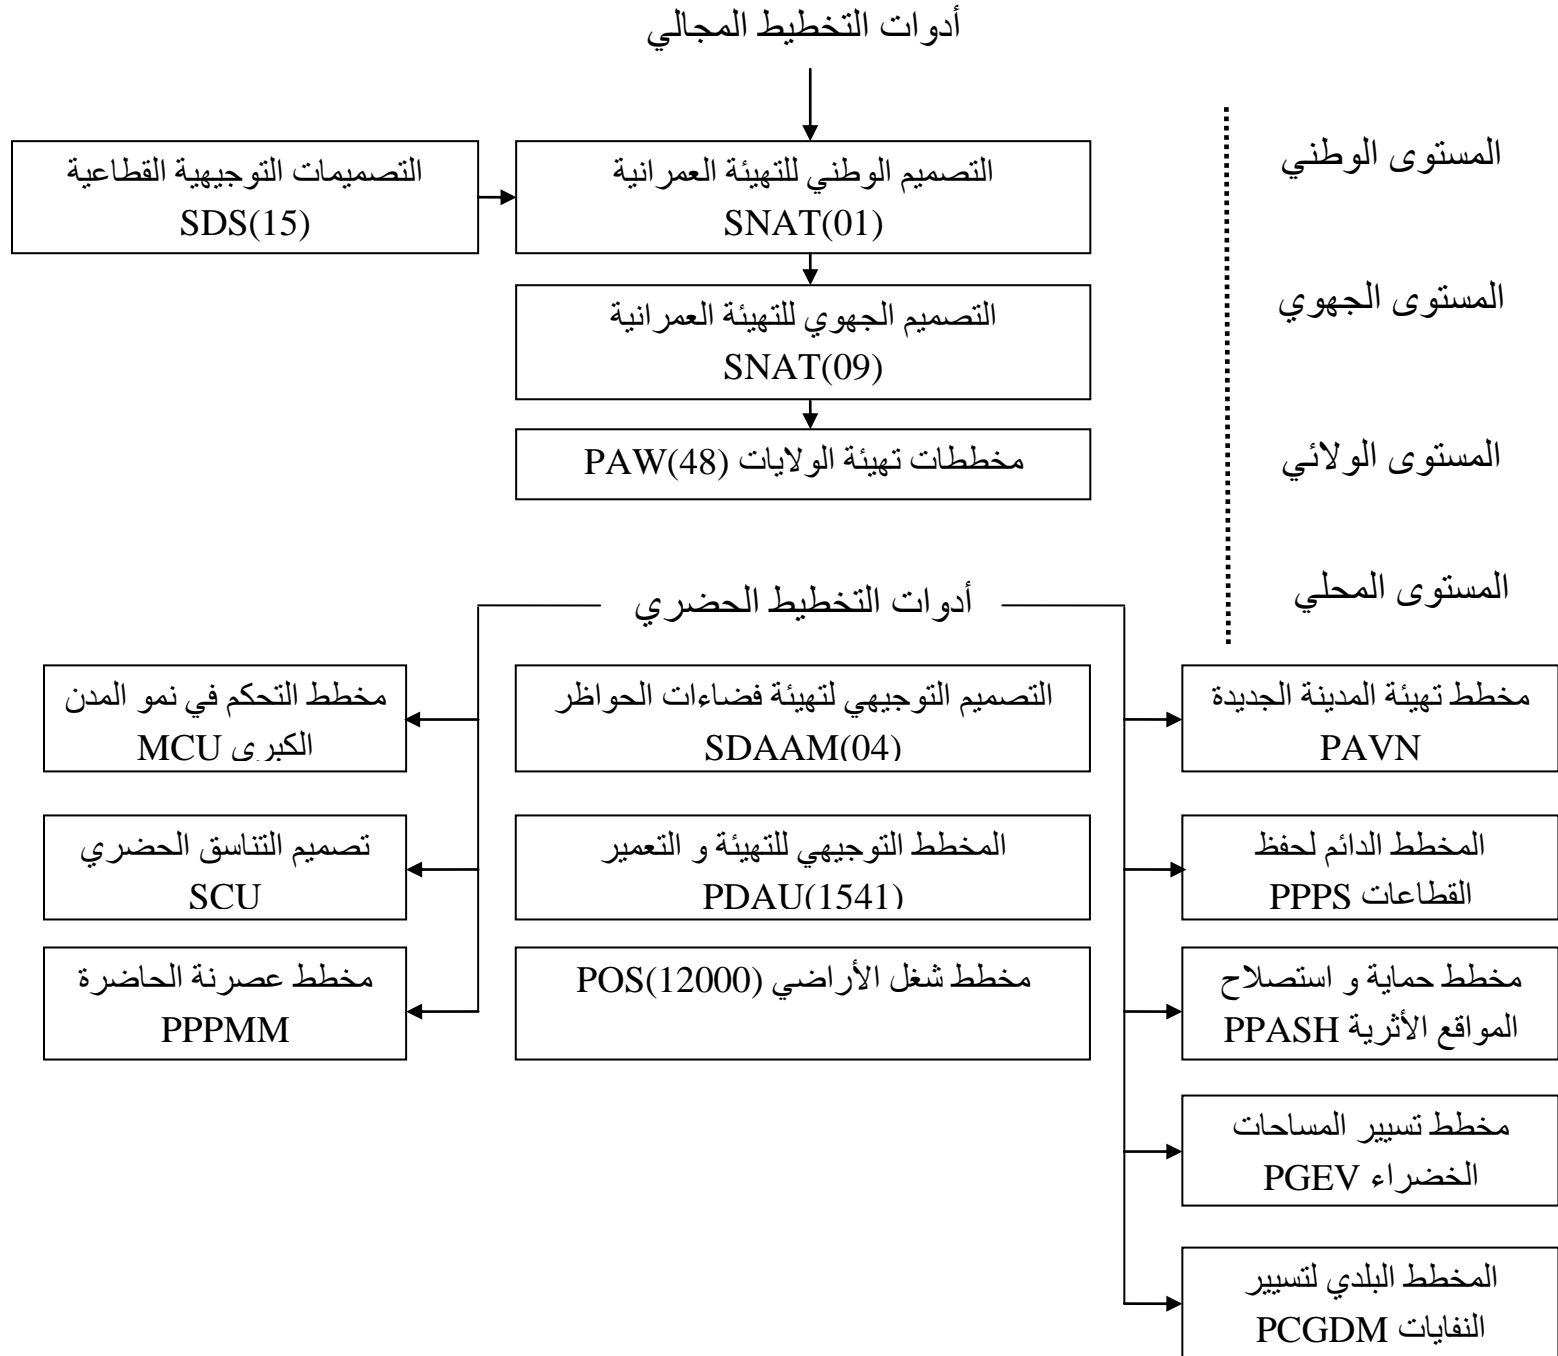 أدوات التخطيط المجالي
المستوى الوطني
التصميم الوطني للتهيئة العمرانية
SNAT(01)
التصميمات التوجيهية القطاعية
SDS(15)
المستوى الجهوي
التصميم الجهوي للتهيئة العمرانية
SNAT(09)
المستوى الولائي
مخططات تهيئة الولايات PAW(48)
المستوى المحلي
أدوات التخطيط الحضري
مخطط تهيئة المدينة الجديدة
PAVN
التصميم التوجيهي لتهيئة فضاءات الحواظر
SDAAM(04)
مخطط التحكم في نمو المدن
الكبرى MCU
المخطط الدائم لحفظ
القطاعات PPPS
المخطط التوجيهي للتهيئة و التعمير
PDAU(1541)
تصميم التناسق الحضري
SCU
مخطط حماية و استصلاح
المواقع الأثرية PPASH
مخطط شغل الأراضي POS(12000)
مخطط عصرنة الحاضرة
PPPMM
مخطط تسيير المساحات
الخضراء PGEV
المخطط البلدي لتسيير
النفايات PCGDM